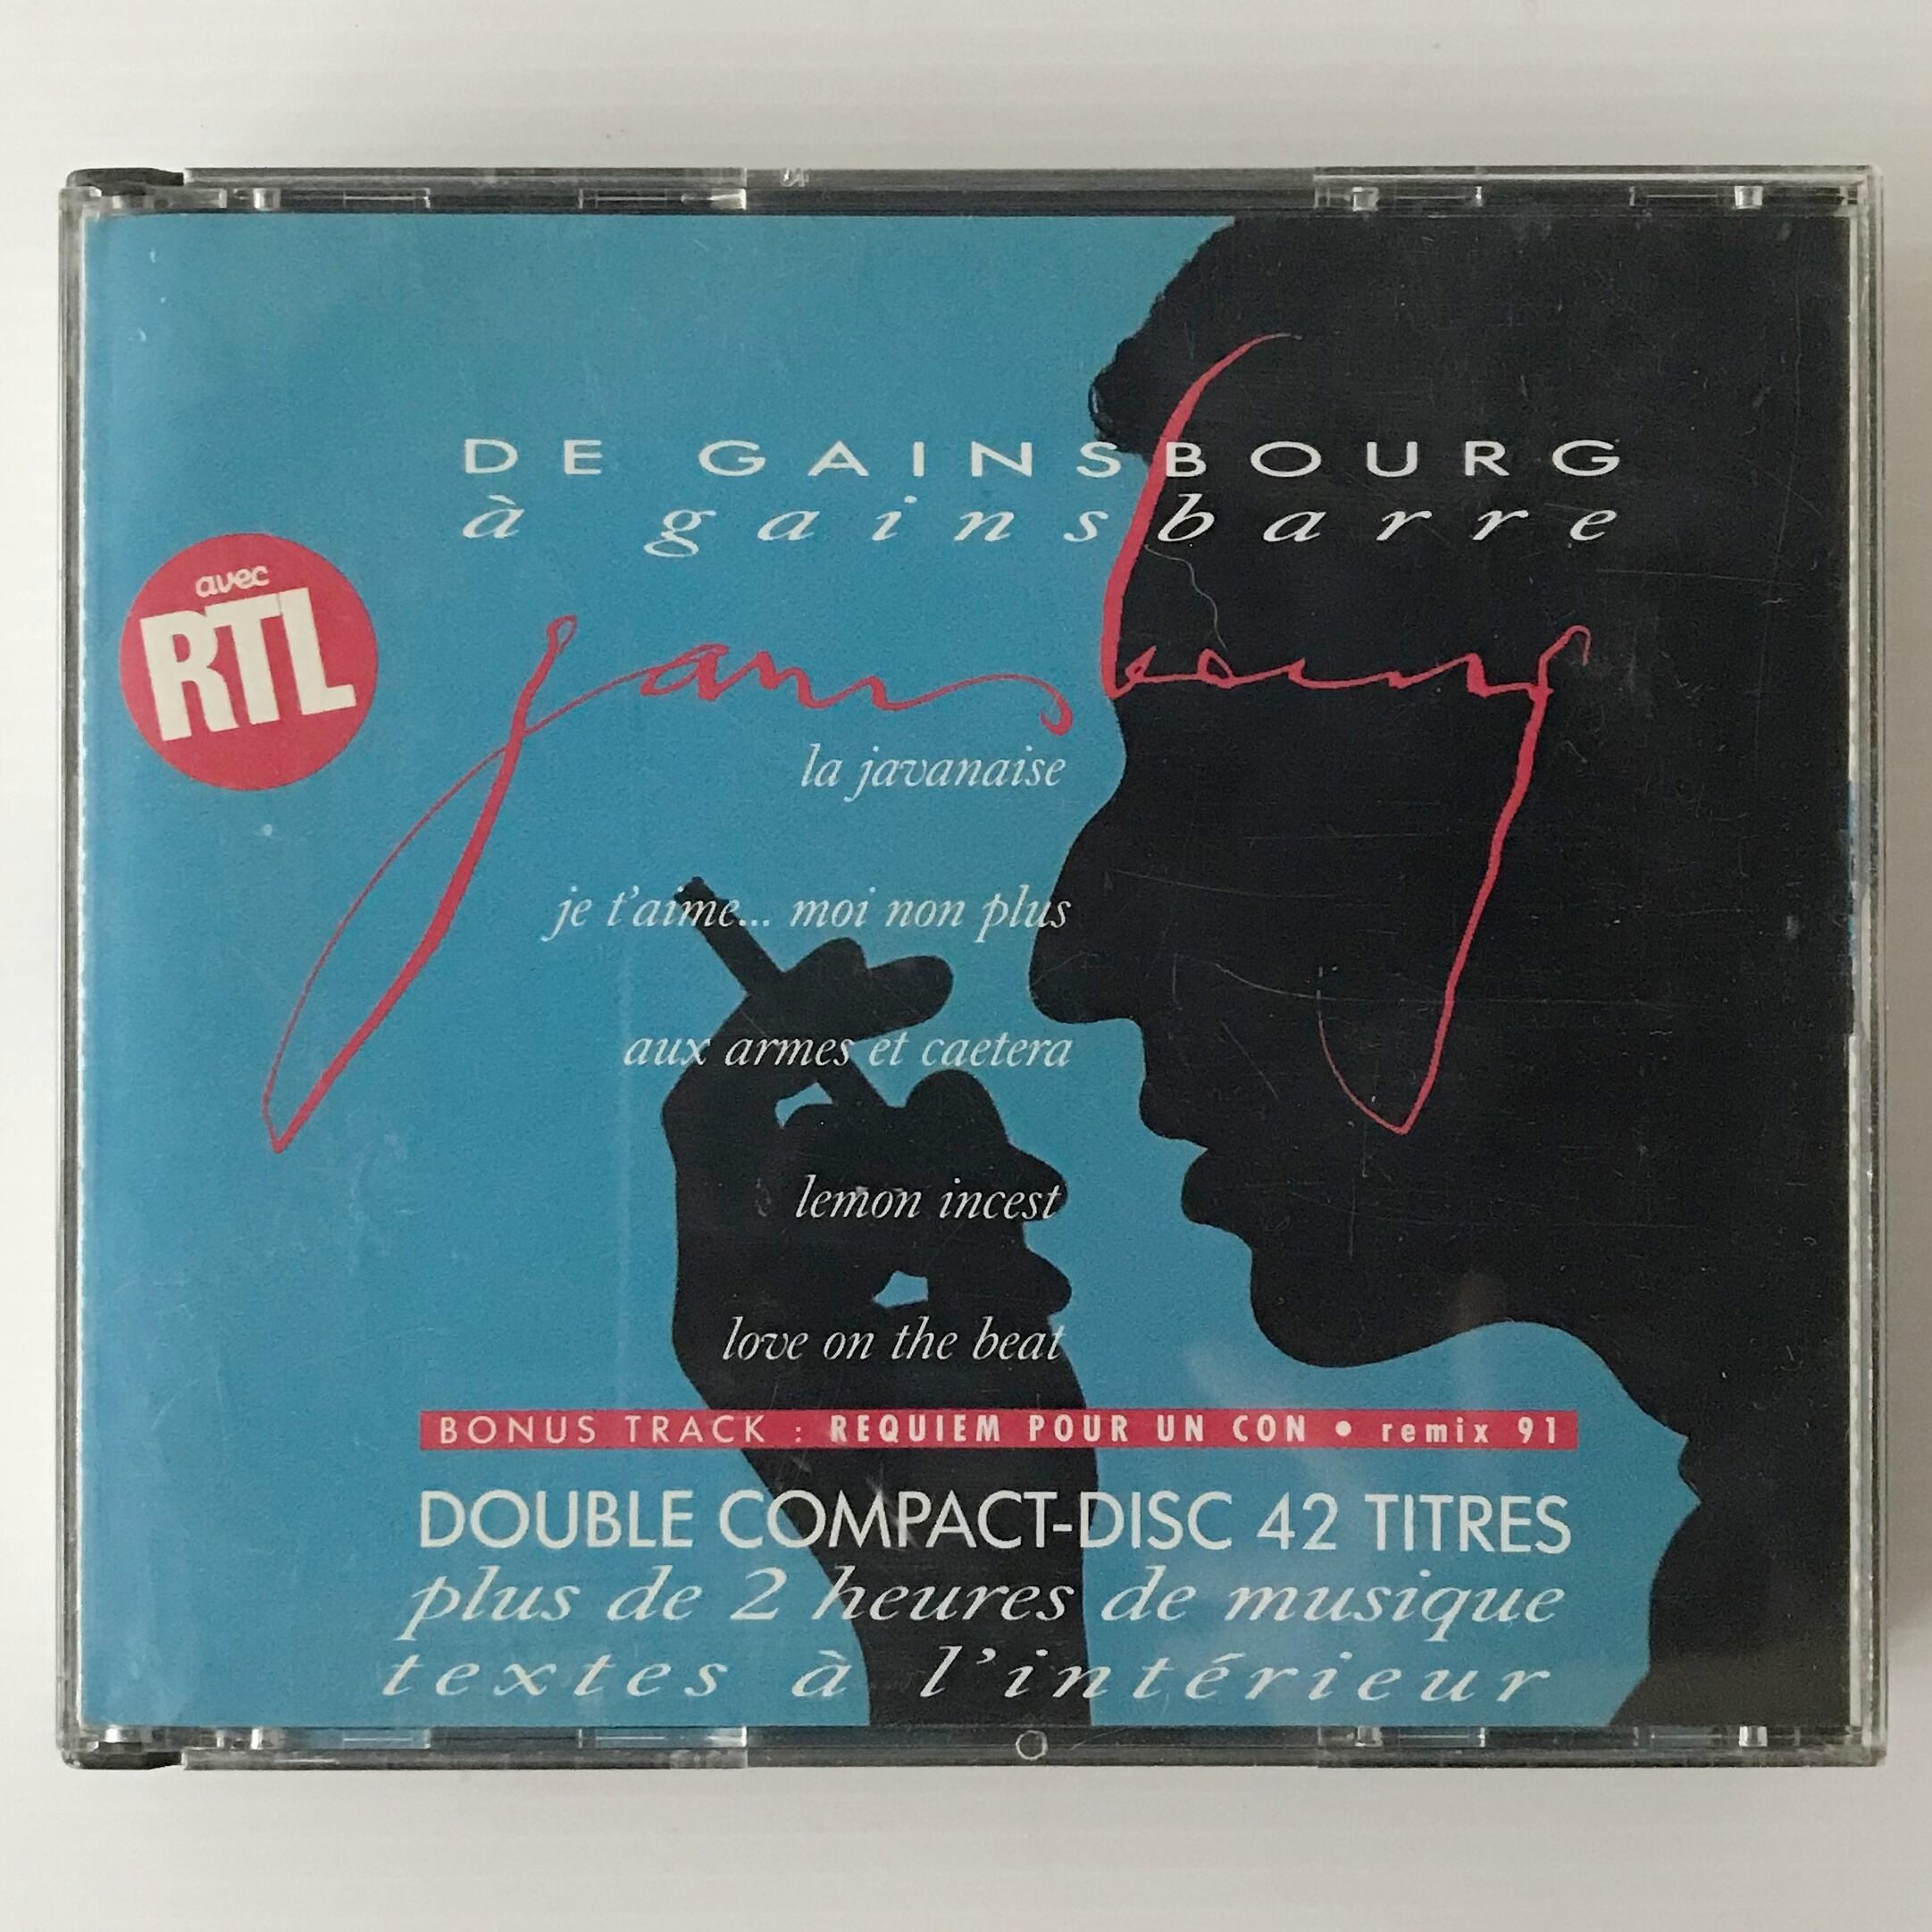 DE GAINSBOURG
à gainsbarre
avec
RTL
gainsbourg
la javanaise
je t'aime... moi non plus
aux armes et caetera
lemon incest
love on the beat
BONUS TRACK : REQUIEM POUR UN CON • remix 91
DOUBLE COMPACT-DISC 42 TITRES
plus de 2 heures de musique
textes à l'intérieur